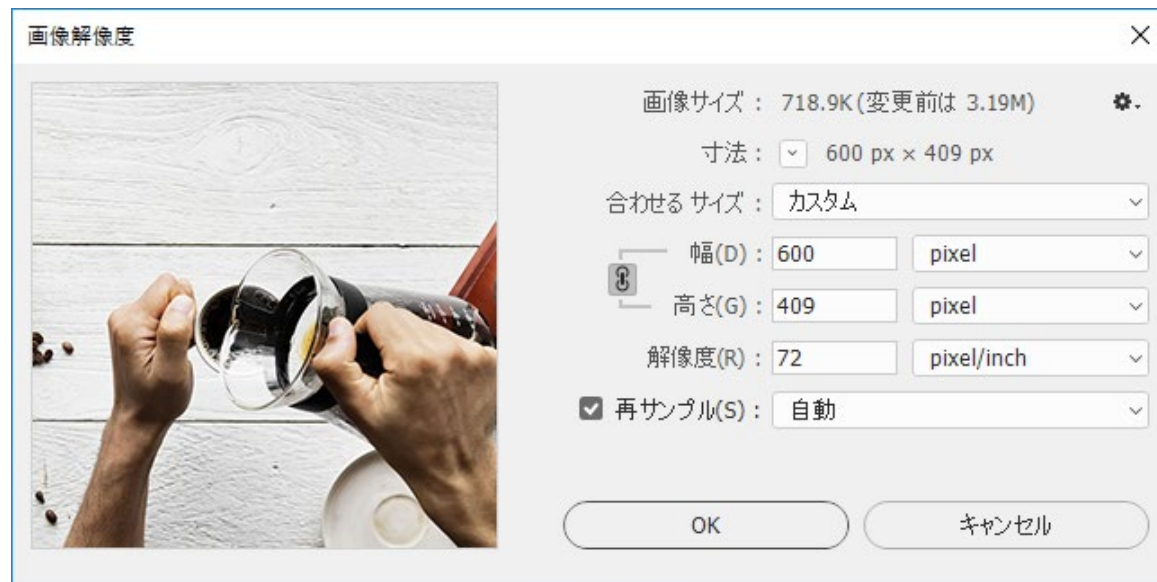 画像解像度
画像サイズ： 718.9K(変更前は 3.19M)
寸法： 600 px × 409 px
合わせる サイズ： カスタム
幅(D)： 600 pixel
高さ(G)： 409 pixel
解像度(R)： 72 pixel/inch
再サンプル(S)： 自動
OK キャンセル